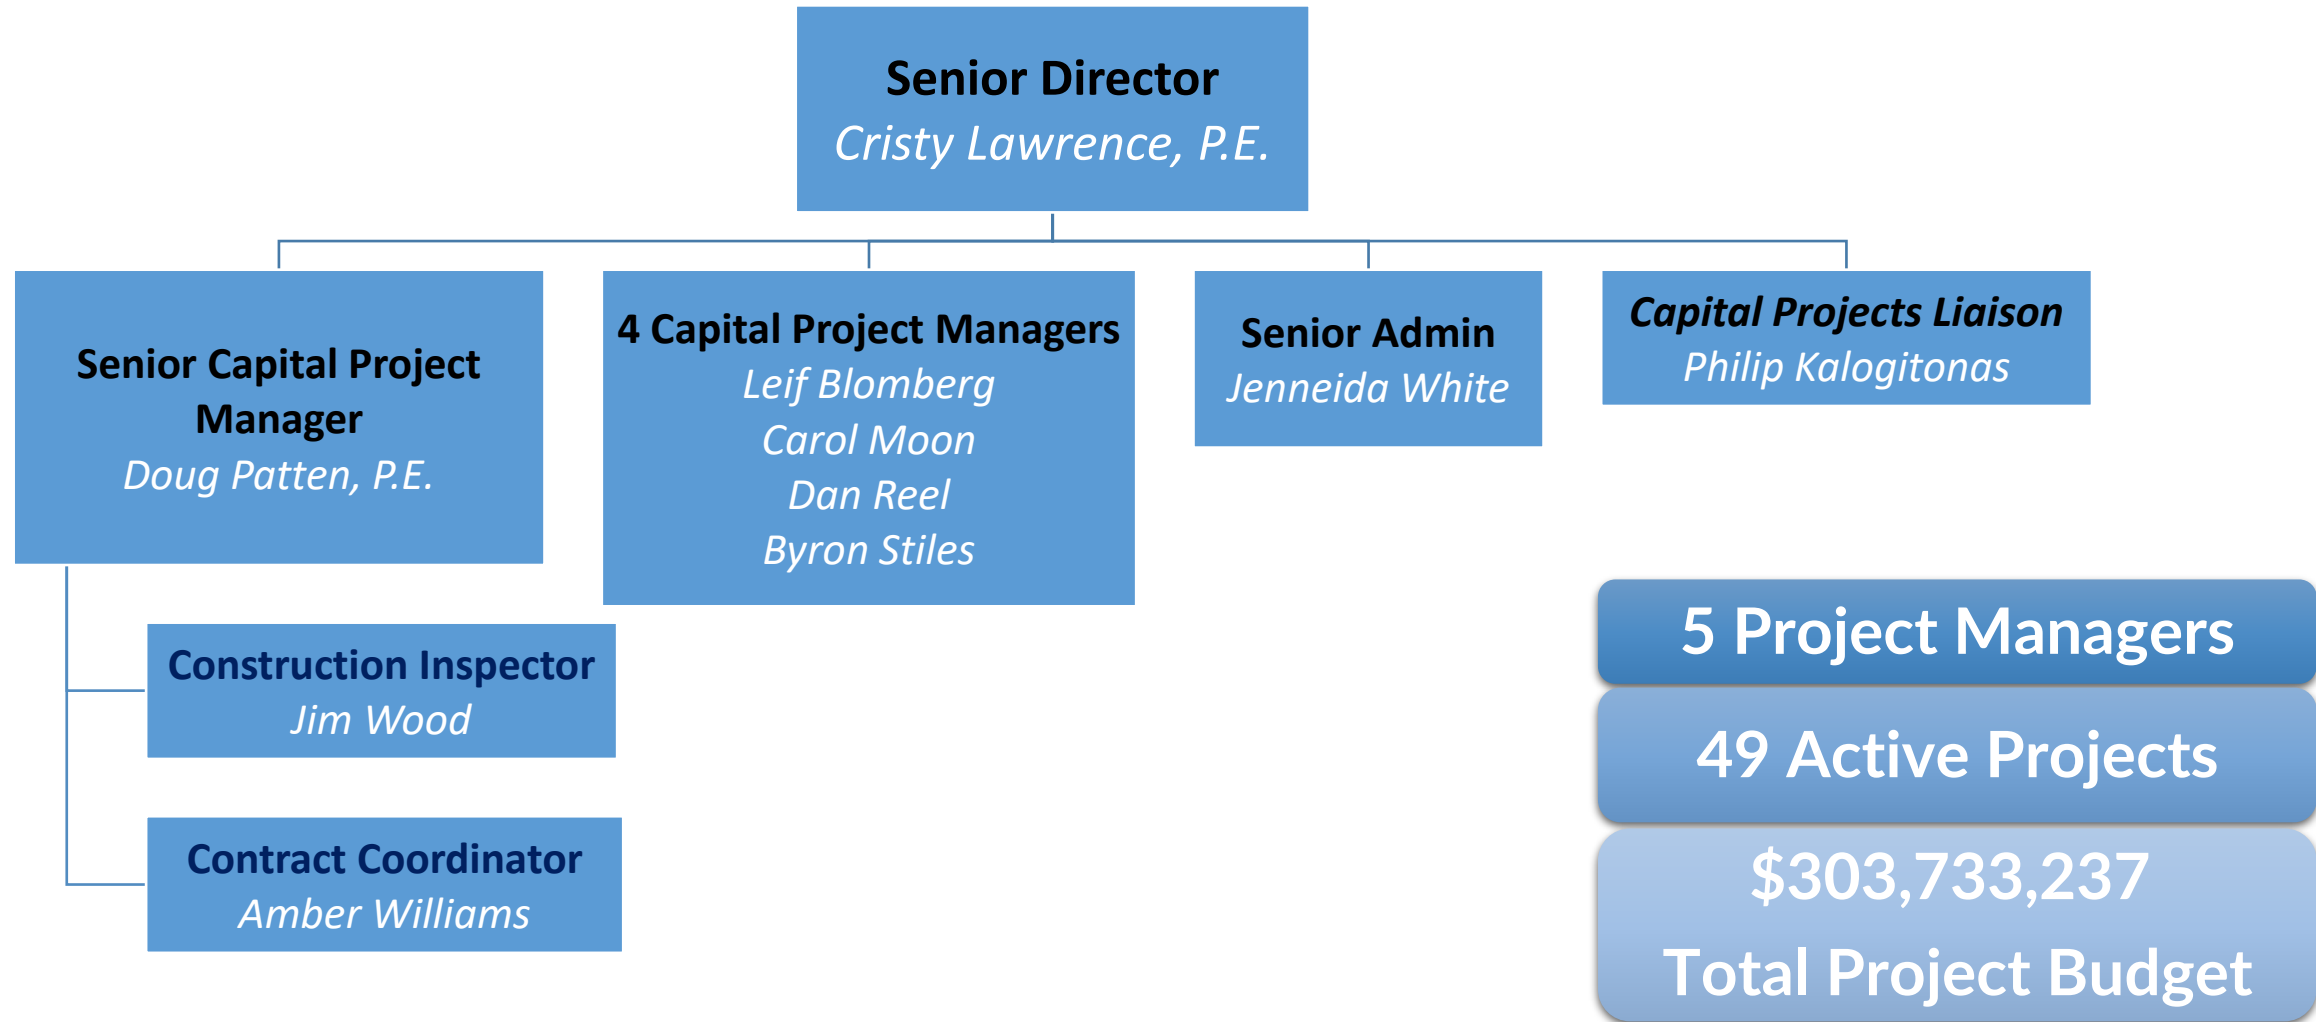 Senior Director
Cristy Lawrence, P.E.
Senior Capital Project
Manager
Doug Patten, P.E.
4 Capital Project Managers
Leif Blomberg
Carol Moon
Dan Reel
Byron Stiles
Senior Admin
Jenneida White
Capital Projects Liaison
Philip Kalogitonas
Construction Inspector
Jim Wood
Contract Coordinator
Amber Williams
5 Project Managers
49 Active Projects
$303,733,237
Total Project Budget